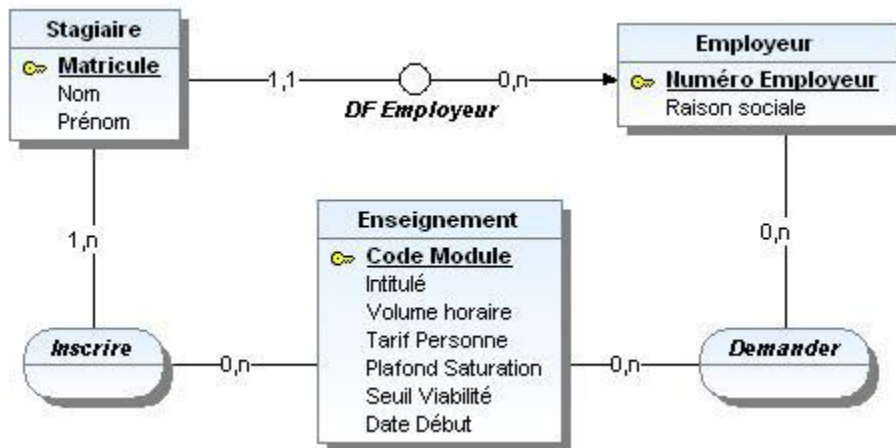 Stagiaire
Matricule
Nom
Prénom
1,1
DF Employeur
0,n
Employeur
Numéro Employeur
Raison sociale
1,n
0,n
Enseignement
Code Module
Intitulé
Volume horaire
Tarif Personne
Plafond Saturation
Seuil Viabilité
Date Début
Inscrire
0,n
0,n
Demander